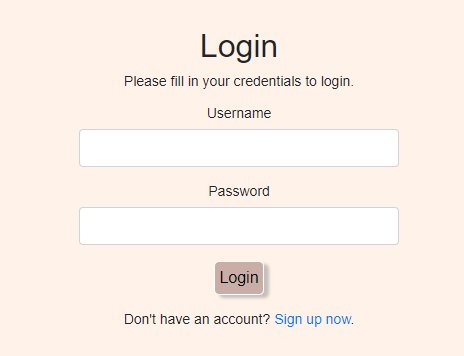 Login
Please fill in your credentials to login.
Username
Password
Login
Don't have an account? Sign up now.